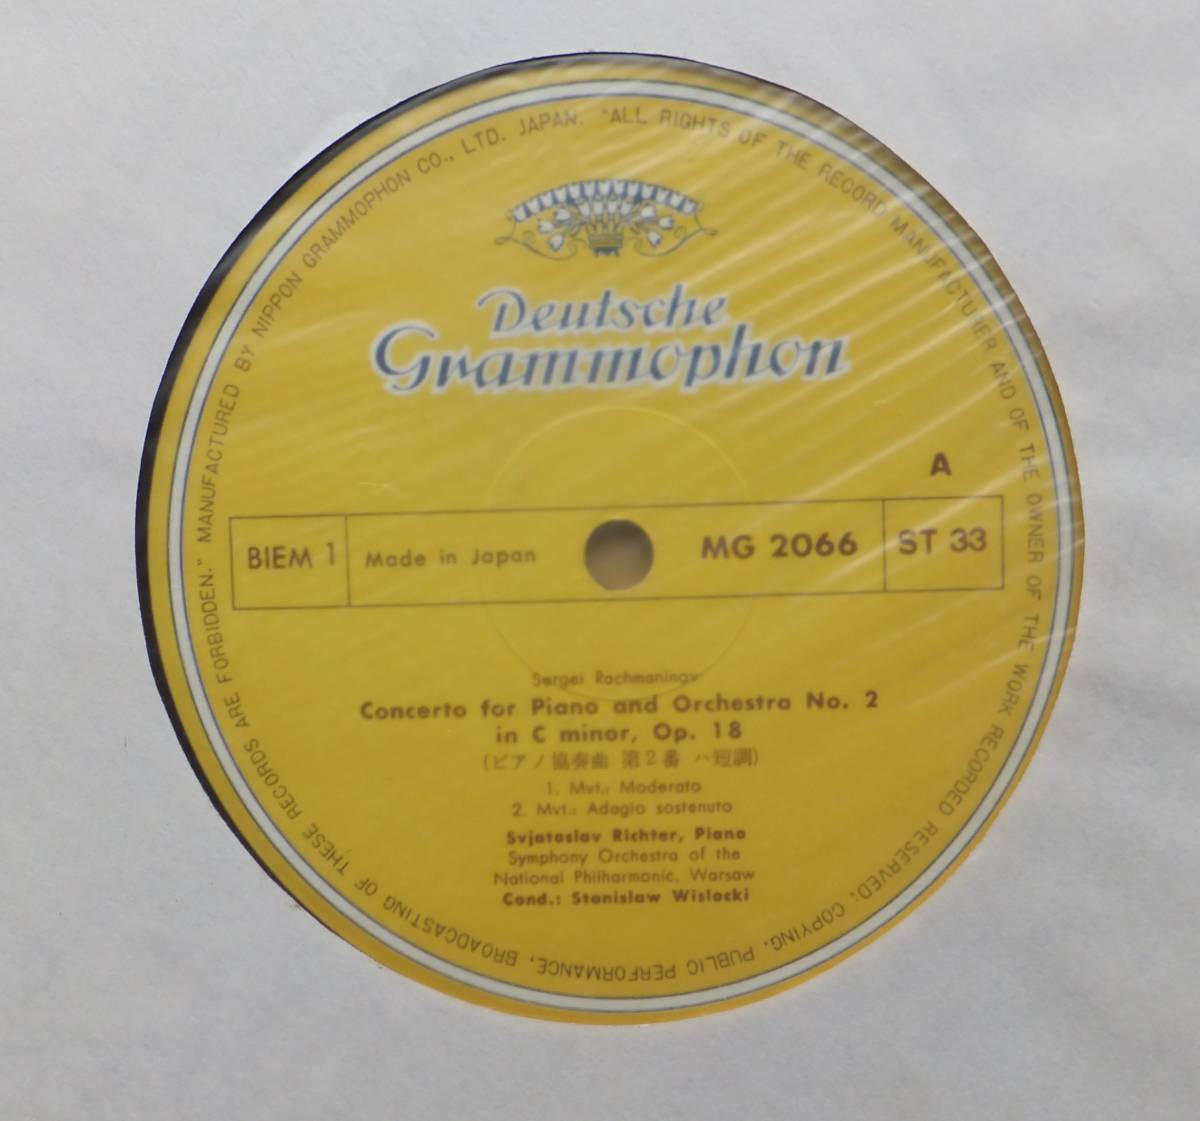 MANUFACTURED BY NIPPON GRAMMOPHON CO., LTD. JAPAN. "ALL RIGHTS OF THE RECORD MANUFACTURER AND OF THE OWNER OF THE WORK RECORDED RESERVED; COPYING, PUBLIC PERFORMANCE, BROADCASTING OF THESE RECORDS ARE FORBIDDEN."
Deutsche
Grammophon
A
BIEM 1 Made in Japan MG 2066 ST 33
Sergei Rachmaninov
Concerto for Piano and Orchestra No. 2
in C minor, Op. 18
(ピアノ協奏曲 第2番 ハ短調)
1. Mvt.: Moderato
2. Mvt.: Adagio sostenuto
Svjatoslav Richter, Piano
Symphony Orchestra of the
National Philharmonic, Warsaw
Cond.: Stanislaw Wislocki